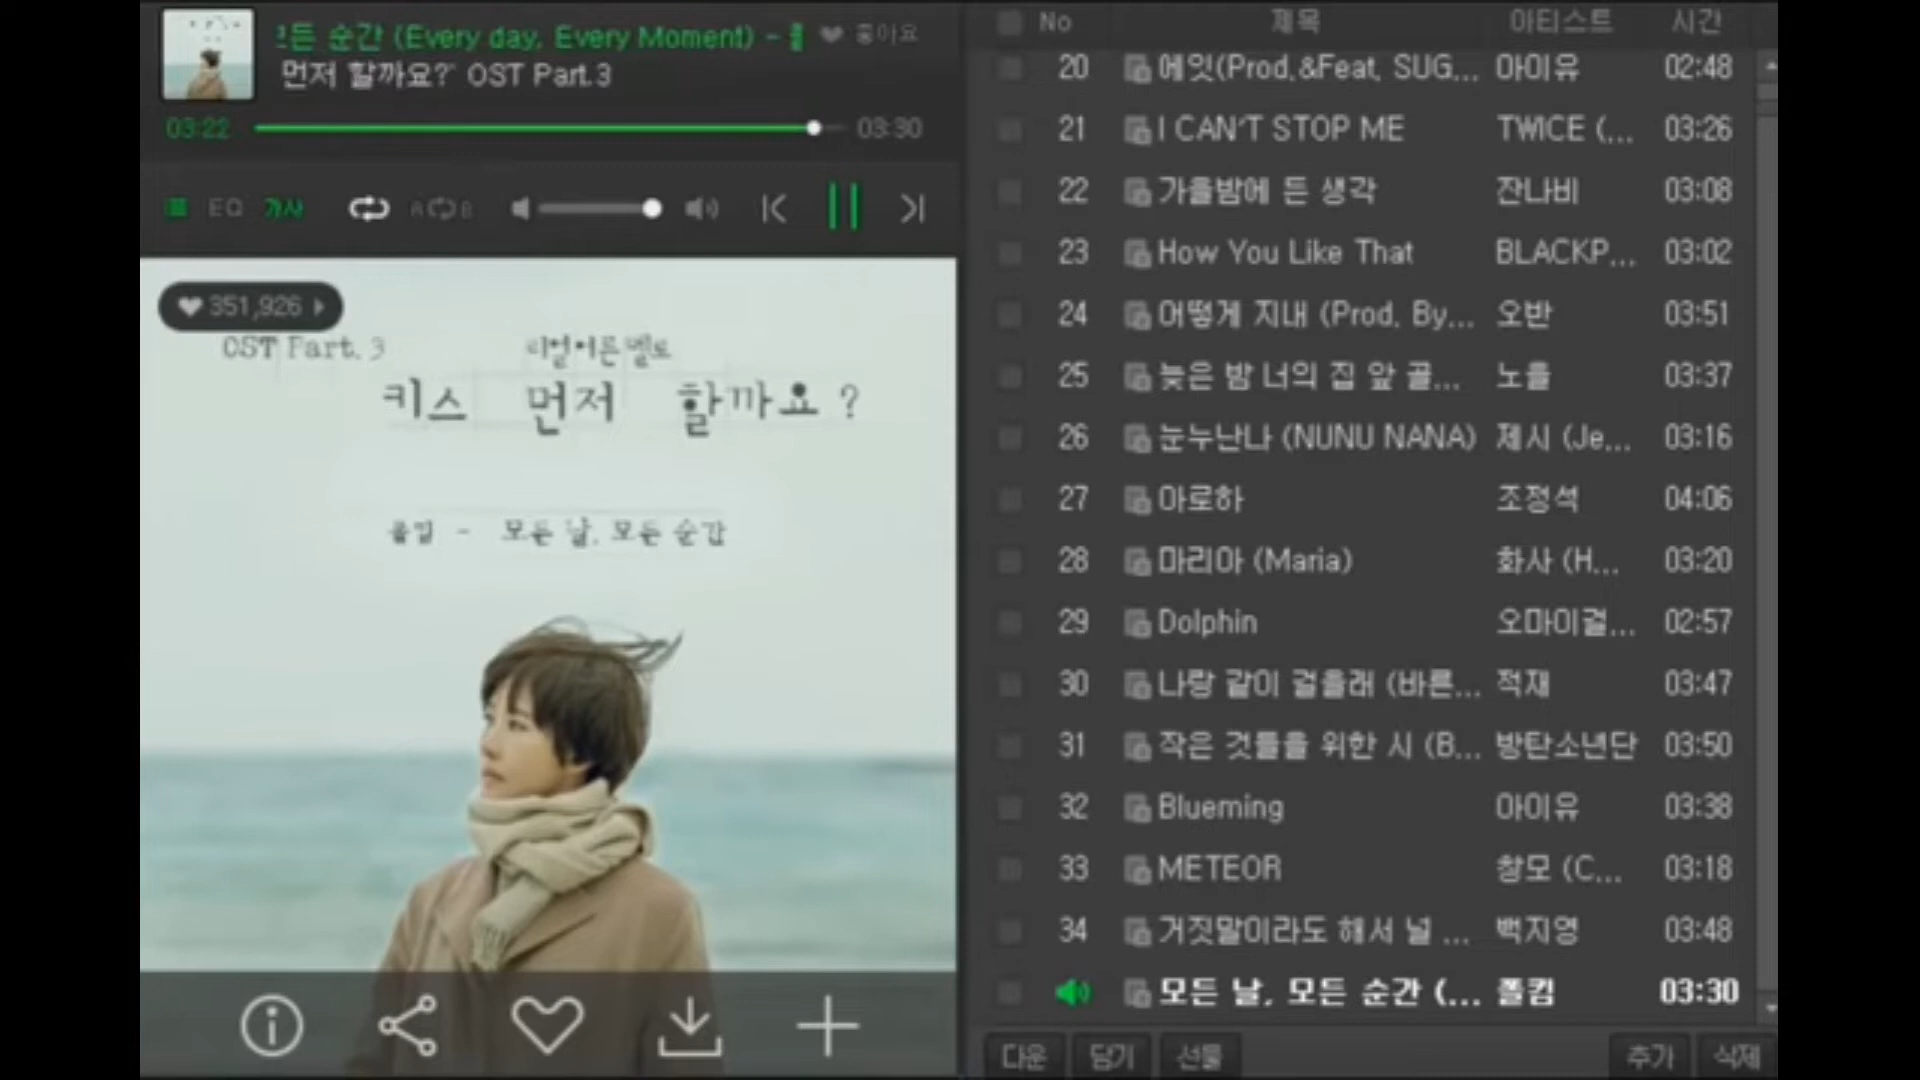 든 순간 (Every day, Every Moment) - 폴
좋아요
먼저 할까요?' OST Part.3
03:22
03:30
EQ 가사
A B
351,926
OST Part. 3 리얼어른멜로
키스 먼저 할까요 ?
폴킴 - 모든 날, 모든 순간
No 제목 아티스트 시간
20 에잇(Prod.&Feat. SUG... 아이유 02:48
21 I CAN'T STOP ME TWICE (... 03:26
22 가을밤에 든 생각 잔나비 03:08
23 How You Like That BLACKP... 03:02
24 어떻게 지내 (Prod. By... 오반 03:51
25 늦은 밤 너의 집 앞 골... 노을 03:37
26 눈누난나 (NUNU NANA) 제시 (Je... 03:16
27 아로하 조정석 04:06
28 마리아 (Maria) 화사 (H... 03:20
29 Dolphin 오마이걸... 02:57
30 나랑 같이 걸을래 (바른... 적재 03:47
31 작은 것들을 위한 시 (B... 방탄소년단 03:50
32 Blueming 아이유 03:38
33 METEOR 창모 (C... 03:18
34 거짓말이라도 해서 널 ... 백지영 03:48
모든 날, 모든 순간 (... 폴킴 03:30
다운 담기 선물 추가 삭제